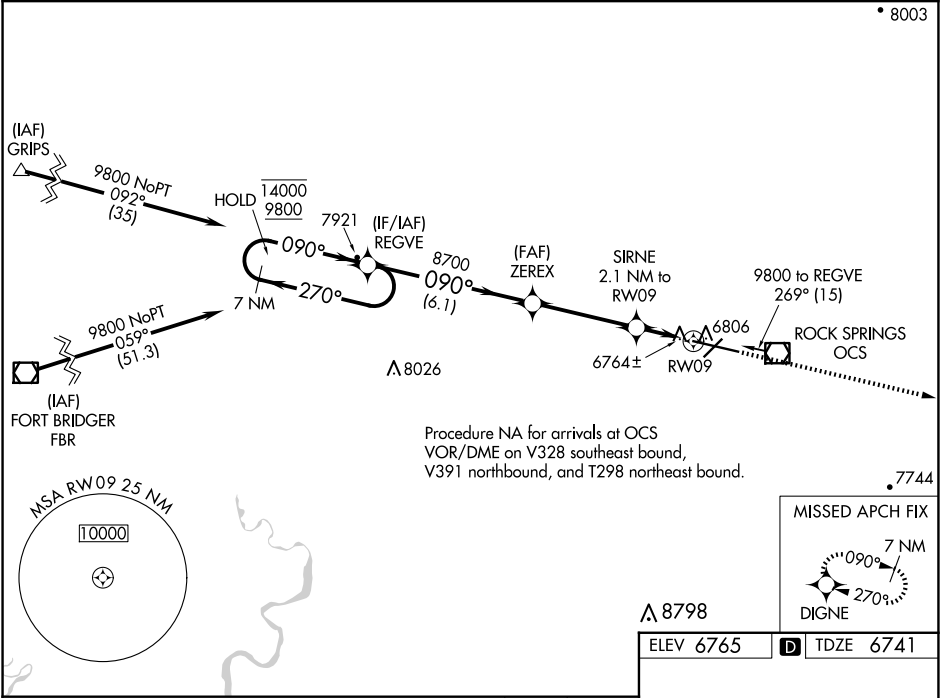 8003
(IAF)
GRIPS
9800 NoPT
092°
(35)
HOLD
14000
9800
7921
(IF/IAF)
REGVE
090°
270°
7 NM
8700
090°
(6.1)
(FAF)
ZEREX
SIRNE
2.1 NM to
RW09
9800 to REGVE
269° (15)
6806
ROCK SPRINGS
OCS
6764±
RW09
9800 NoPT
059°
(51.3)
(IAF)
FORT BRIDGER
FBR
8026
Procedure NA for arrivals at OCS
VOR/DME on V328 southeast bound,
V391 northbound, and T298 northeast bound.
7744
MSA RW09 25 NM
10000
MISSED APCH FIX
7 NM
090°
270°
DIGNE
8798
ELEV 6765 D TDZE 6741